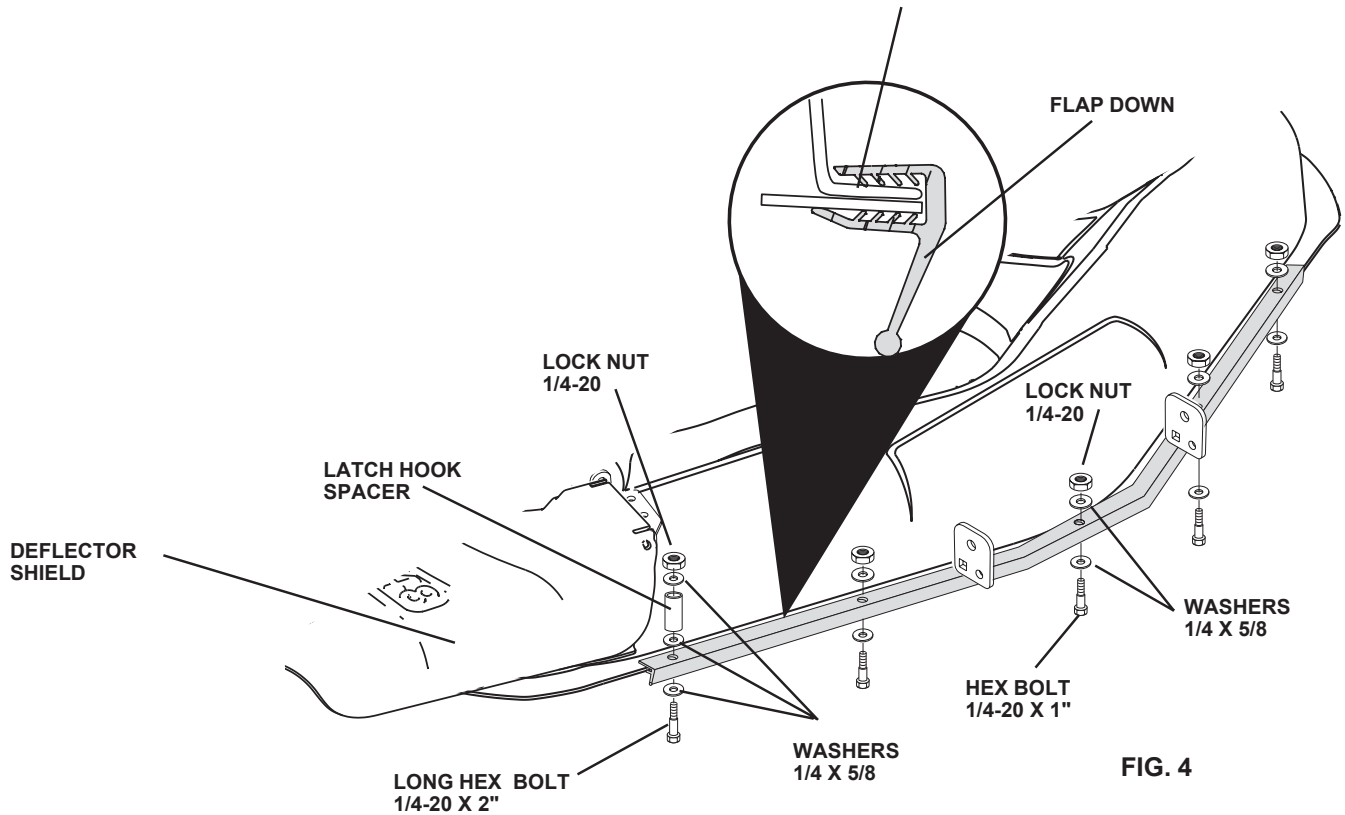 FLAP DOWN
LOCK NUT
1/4-20
LOCK NUT
1/4-20
LATCH HOOK
SPACER
DEFLECTOR
SHIELD
WASHERS
1/4 X 5/8
HEX BOLT
1/4-20 X 1"
WASHERS
1/4 X 5/8
FIG. 4
LONG HEX BOLT
1/4-20 X 2"